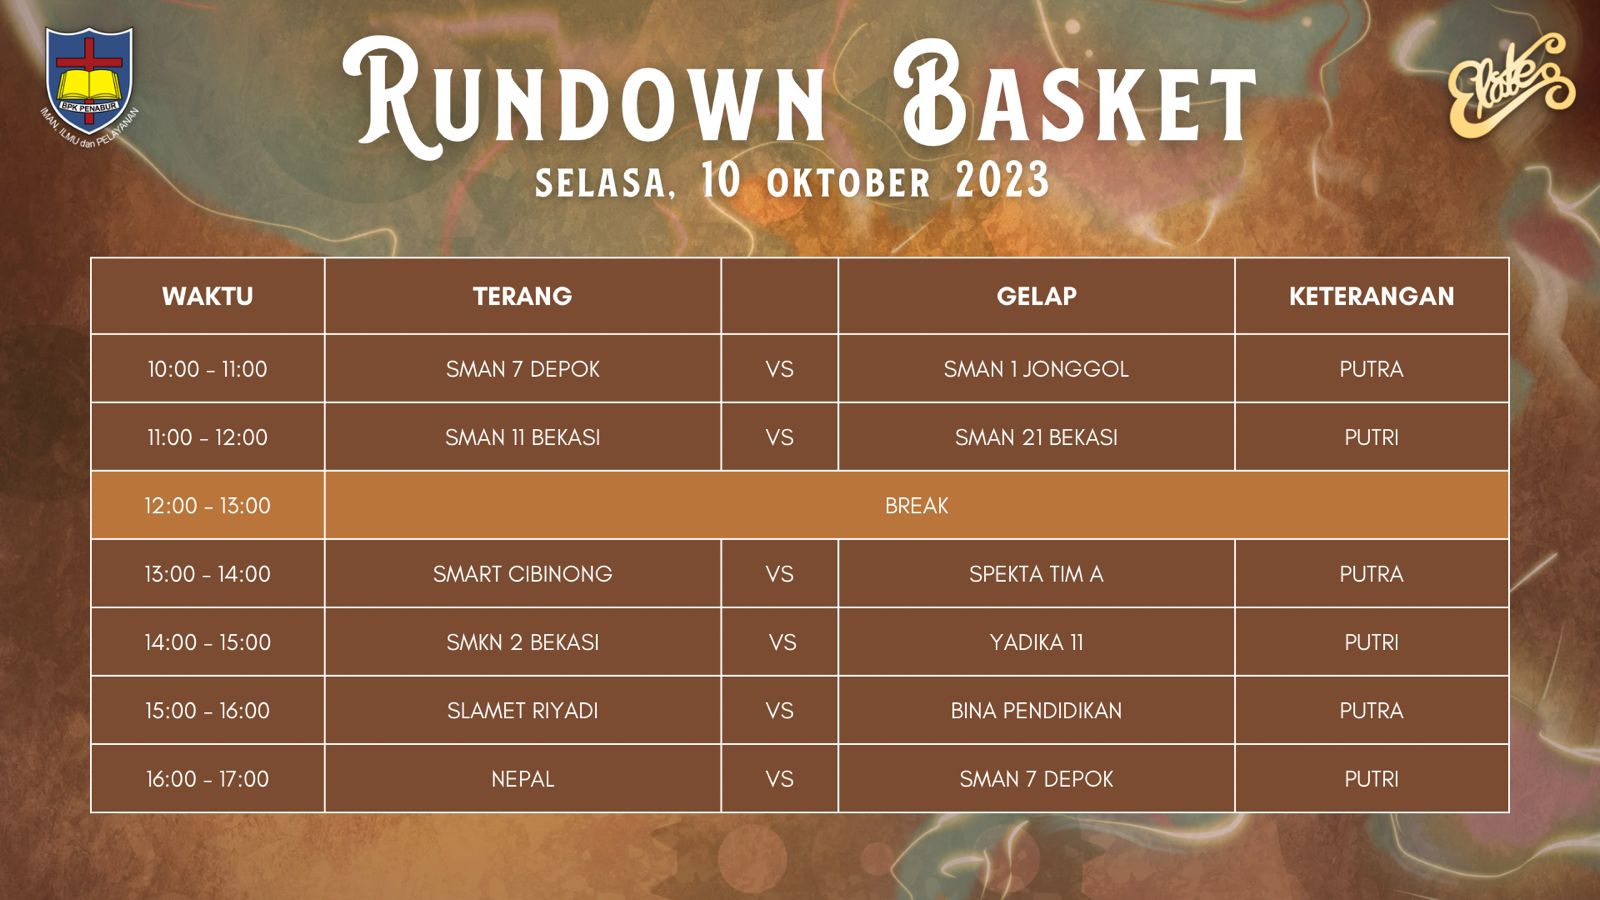 BPK PENABUR
IMAN, ILMU dan PELAYANAN
RUNDOWN BASKET
Elite8
SELASA, 10 OKTOBER 2023
WAKTU TERANG GELAP KETERANGAN
10:00 - 11:00 SMAN 7 DEPOK VS SMAN 1 JONGGOL PUTRA
11:00 - 12:00 SMAN 11 BEKASI VS SMAN 21 BEKASI PUTRI
12:00 - 13:00 BREAK
13:00 - 14:00 SMART CIBINONG VS SPEKTA TIM A PUTRA
14:00 - 15:00 SMKN 2 BEKASI VS YADIKA 11 PUTRI
15:00 - 16:00 SLAMET RIYADI VS BINA PENDIDIKAN PUTRA
16:00 - 17:00 NEPAL VS SMAN 7 DEPOK PUTRI